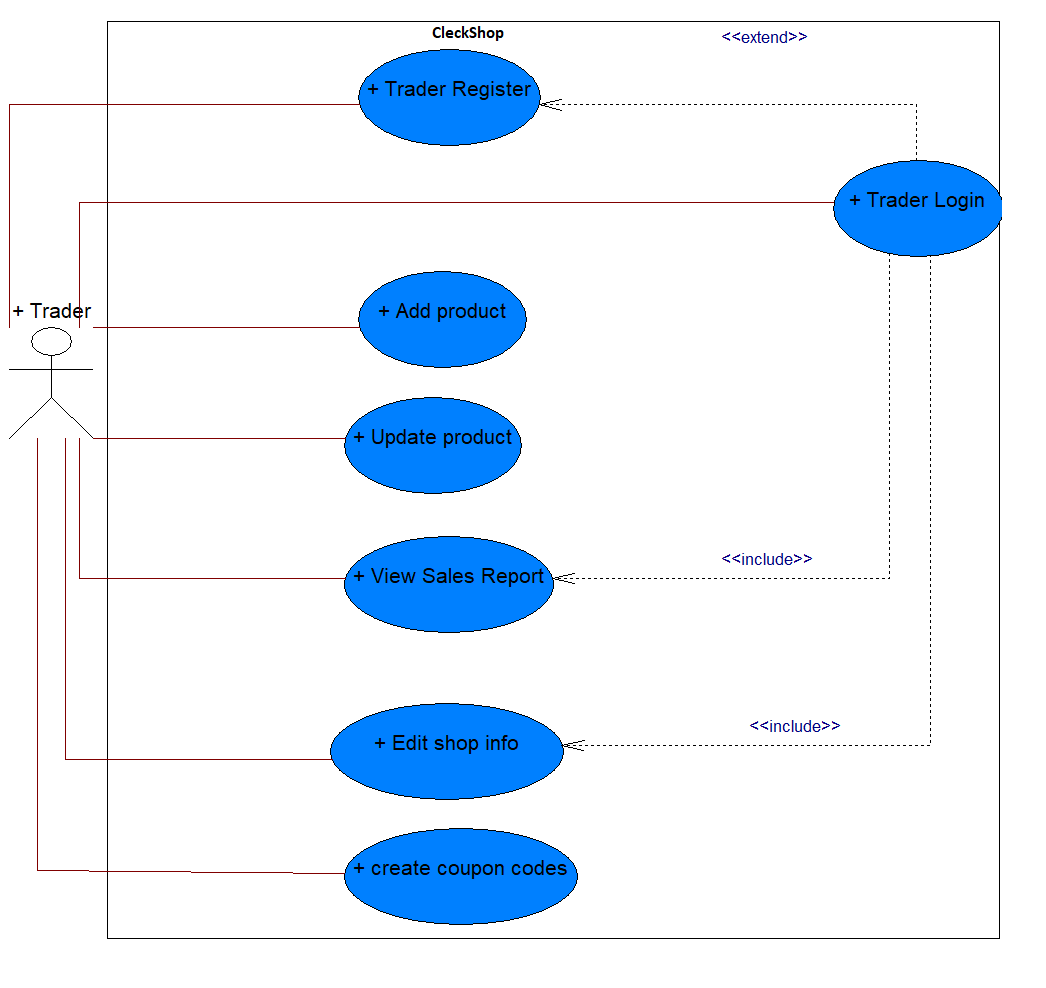 CleckShop
<<extend>>
+ Trader Register
+ Trader Login
+ Trader
+ Add product
+ Update product
<<include>>
+ View Sales Report
<<include>>
+ Edit shop info
+ create coupon codes